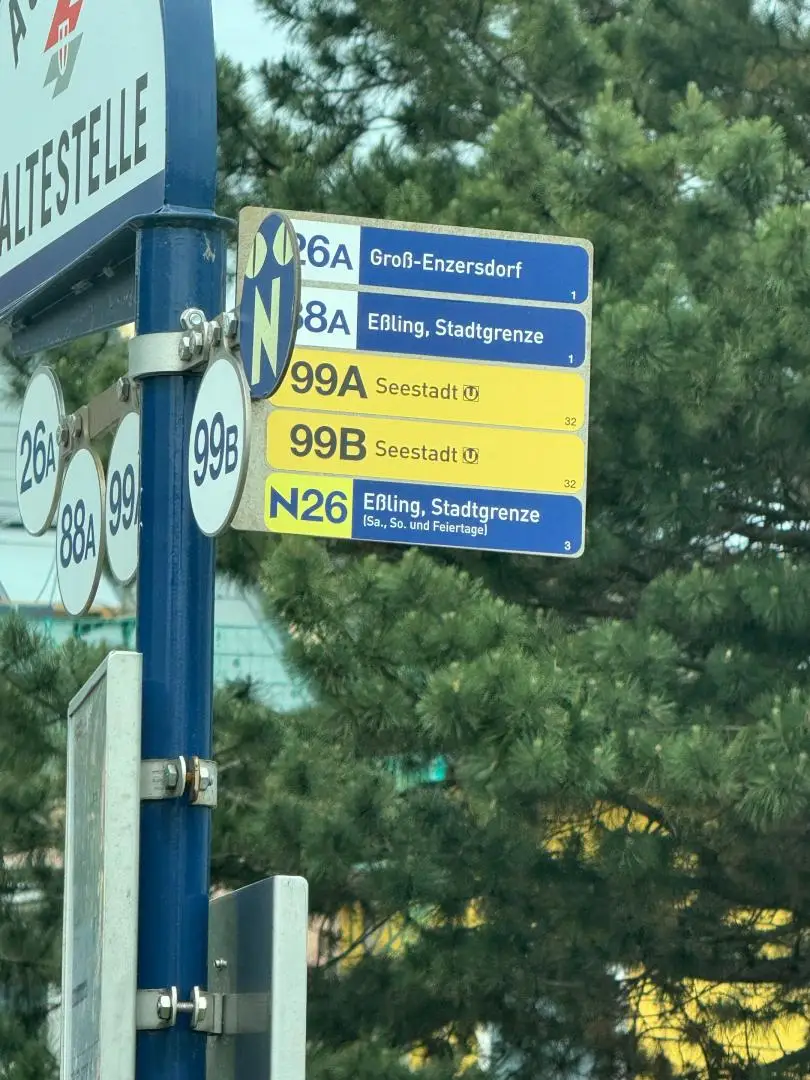 ALTESTELLE
26A Groß-Enzersdorf
1
88A Eßling, Stadtgrenze
1
99A Seestadt U
32
99B Seestadt U
32
N26 Eßling, Stadtgrenze
(Sa., So. und Feiertage)
3
N
26A
88A
99
99B